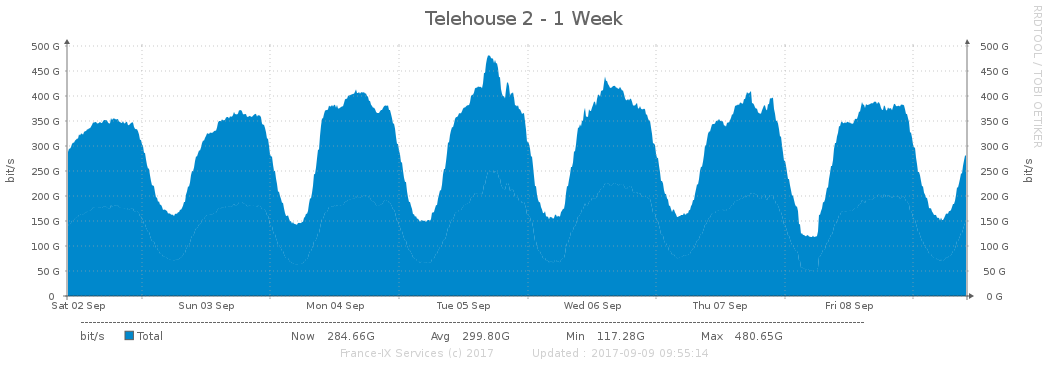 Telehouse 2 - 1 Week
RRDTOOL / TOBI OETIKER
500 G 500 G
450 G 450 G
400 G 400 G
350 G 350 G
300 G 300 G
250 G 250 G
200 G 200 G
150 G 150 G
100 G 100 G
50 G 50 G
0 0 G
bit/s bit/s
Sat 02 Sep Sun 03 Sep Mon 04 Sep Tue 05 Sep Wed 06 Sep Thu 07 Sep Fri 08 Sep
bit/s Total Now 284.66G Avg 299.80G Min 117.28G Max 480.65G
France-IX Services (c) 2017 Updated : 2017-09-09 09:55:14